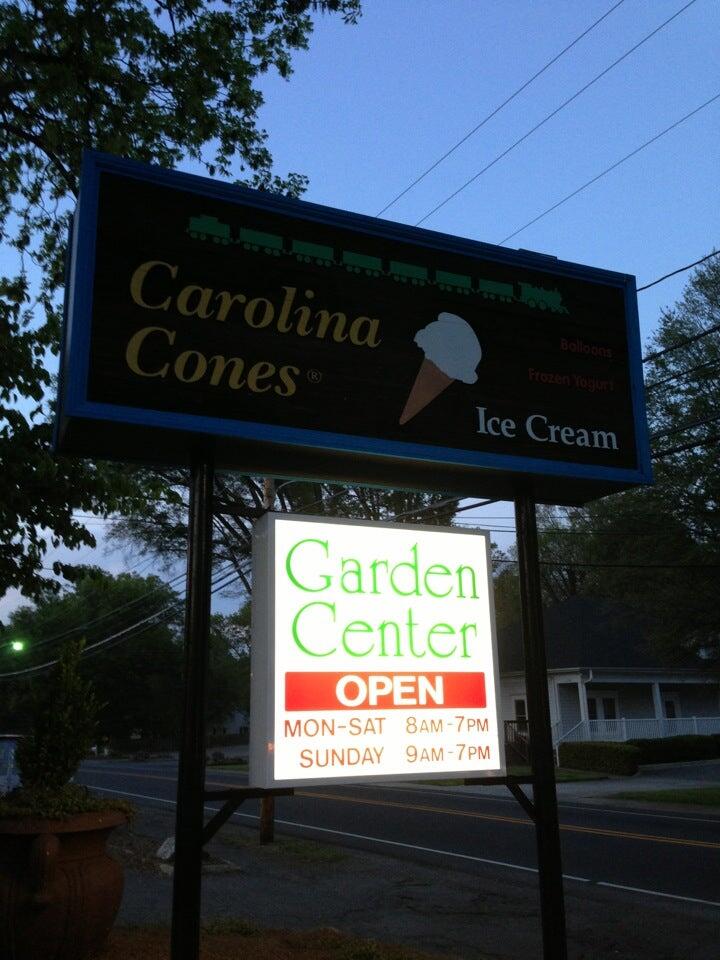 Carolina
Cones®
Balloons
Frozen Yogurt
Ice Cream
Garden
Center
OPEN
MON-SAT 8AM-7PM
SUNDAY 9AM-7PM